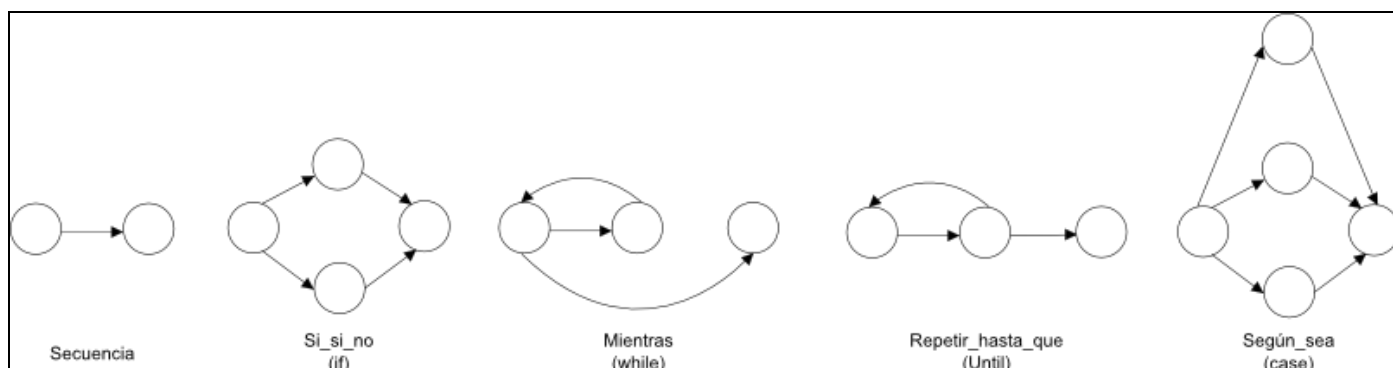 Secuencia
Si_si_no
(if)
Mientras
(while)
Repetir_hasta_que
(Until)
Según_sea
(case)